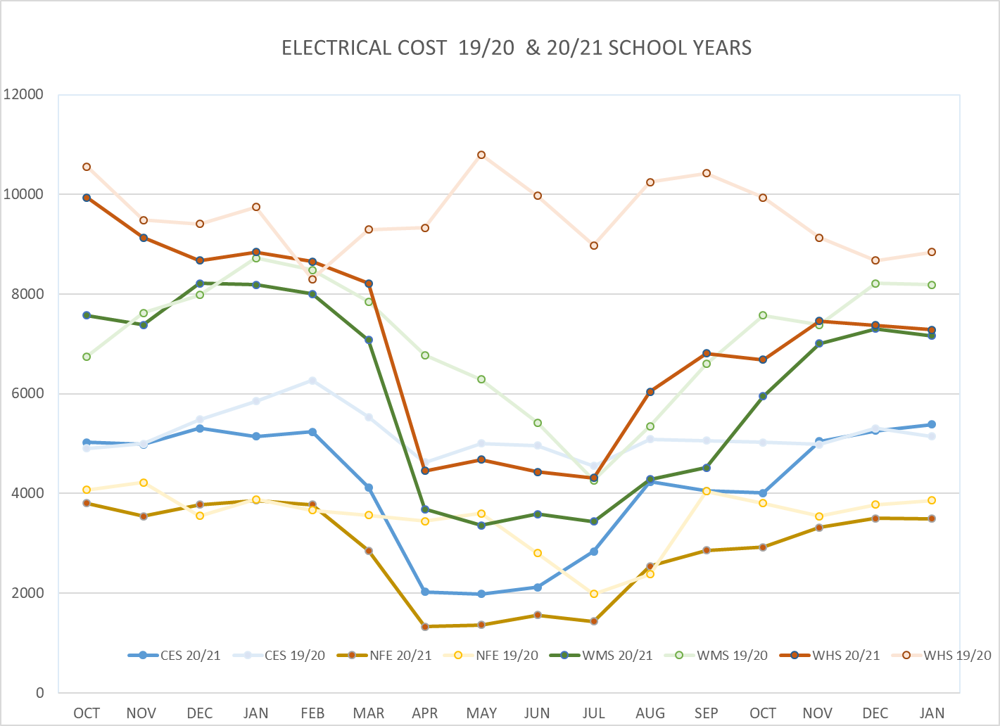 ELECTRICAL COST  19/20  & 20/21 SCHOOL YEARS
12000
10000
8000
6000
4000
2000
0
CES 20/21 CES 19/20 NFE 20/21 NFE 19/20 WMS 20/21 WMS 19/20 WHS 20/21 WHS 19/20
OCT NOV DEC JAN FEB MAR APR MAY JUN JUL AUG SEP OCT NOV DEC JAN